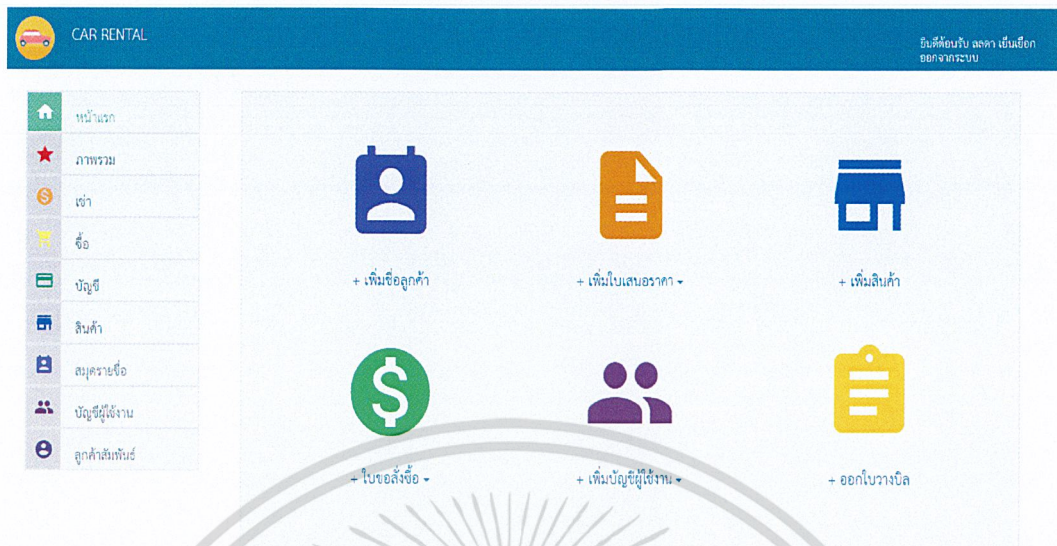 CAR RENTAL
ยินดีต้อนรับ ลลดา เย็นเยือก
ออกจากระบบ
หน้าแรก
ภาพรวม
เช่า
ซื้อ
บัญชี
สินค้า
สมุดรายชื่อ
บัญชีผู้ใช้งาน
ลูกค้าสัมพันธ์
+ เพิ่มชื่อลูกค้า
+ เพิ่มใบเสนอราคา
+ เพิ่มสินค้า
+ ใบขอสั่งซื้อ
+ เพิ่มบัญชีผู้ใช้งาน
+ ออกใบวางบิล